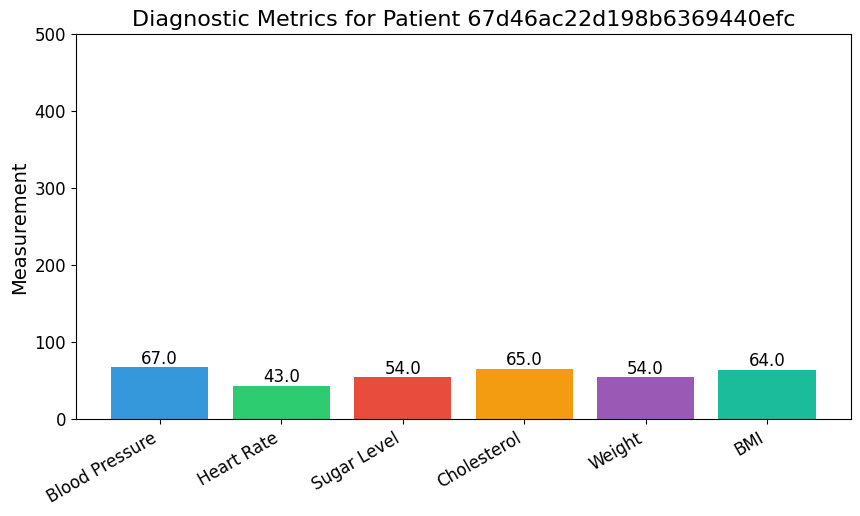 Diagnostic Metrics for Patient 67d46ac22d198b6369440efc
Measurement
500
400
300
200
100
0
67.0
43.0
54.0
65.0
54.0
64.0
Blood Pressure
Heart Rate
Sugar Level
Cholesterol
Weight
BMI